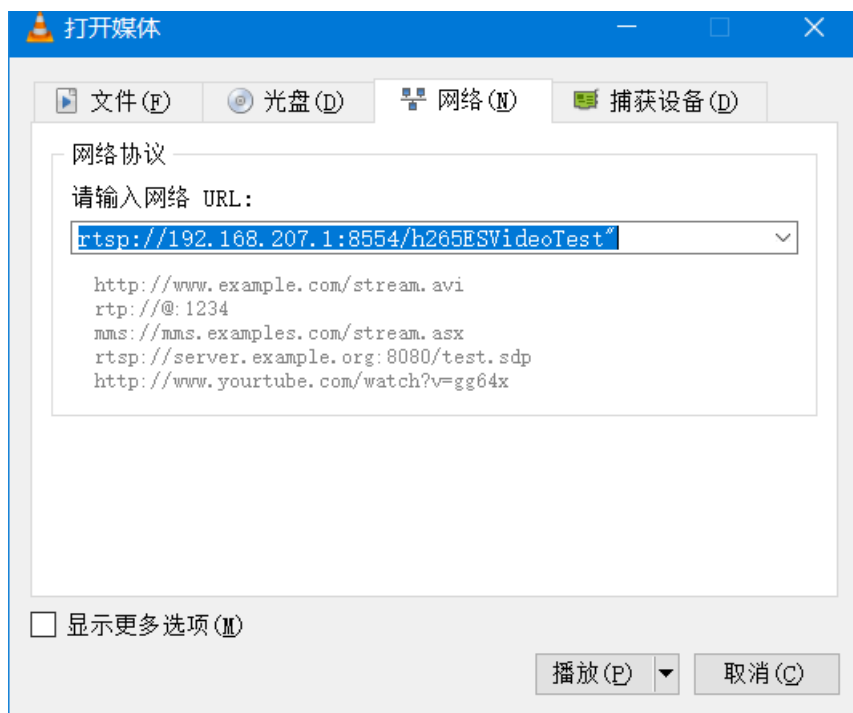 打开媒体
文件(F) 光盘(D) 网络(N) 捕获设备(D)
网络协议
请输入网络 URL:
rtsp://192.168.207.1:8554/h265ESVideoTest"
http://www.example.com/stream.avi
rtp://@:1234
mms://mms.examples.com/stream.asx
rtsp://server.example.org:8080/test.sdp
http://www.yourtube.com/watch?v=gg64x
显示更多选项(M)
播放(P) 取消(C)